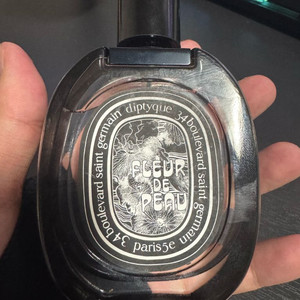 diptyque 34 boulevard saint germain paris5e 34 boulevard saint germain
FLEUR
DE
PEAU